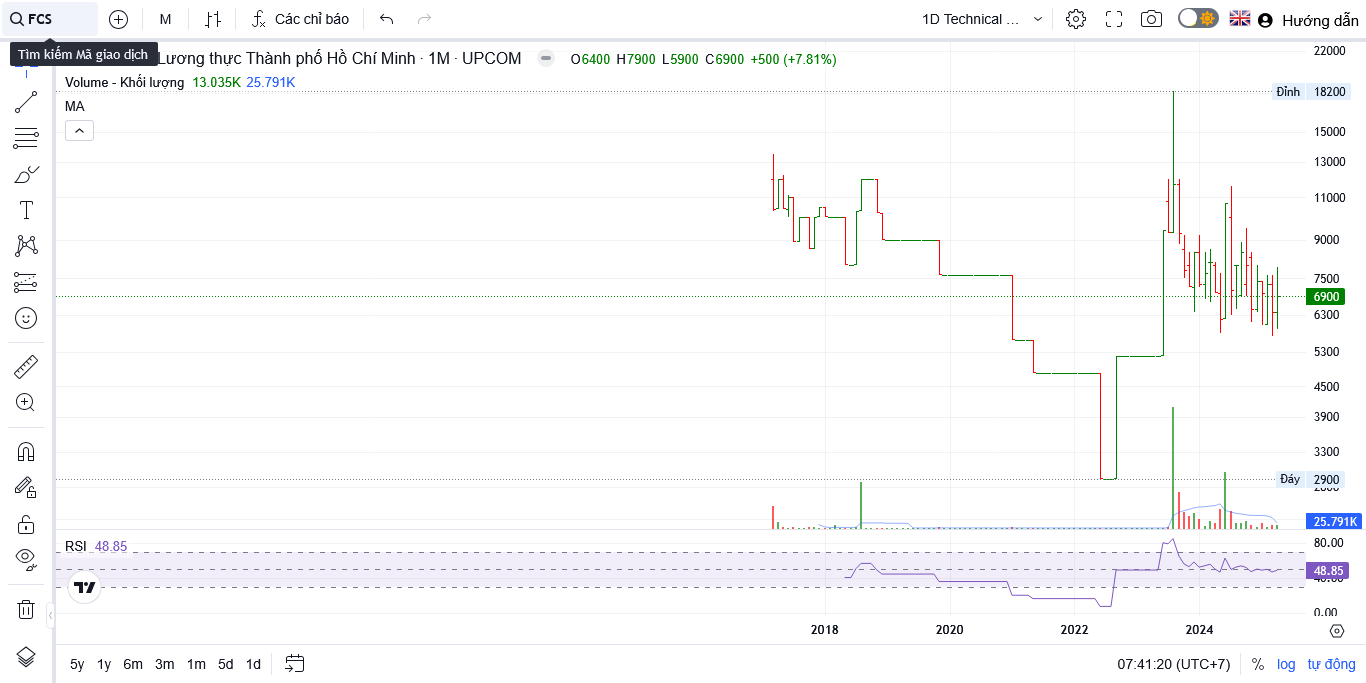 FCS M Các chỉ báo 1D Technical ... Hướng dẫn
Tìm kiếm Mã giao dịch
Lương thực Thành phố Hồ Chí Minh · 1M · UPCOM O6400 H7900 L5900 C6900 +500 (+7.81%)
Volume - Khối lượng 13.035K 25.791K
MA
22000
Đỉnh 18200
15000
13000
11000
9000
7500
6900
6300
5300
4500
3900
3300
Đáy 2900
25.791K
RSI 48.85
80.00
48.85
0.00
2018 2020 2022 2024
5y 1y 6m 3m 1m 5d 1d 07:41:20 (UTC+7) % log tự động